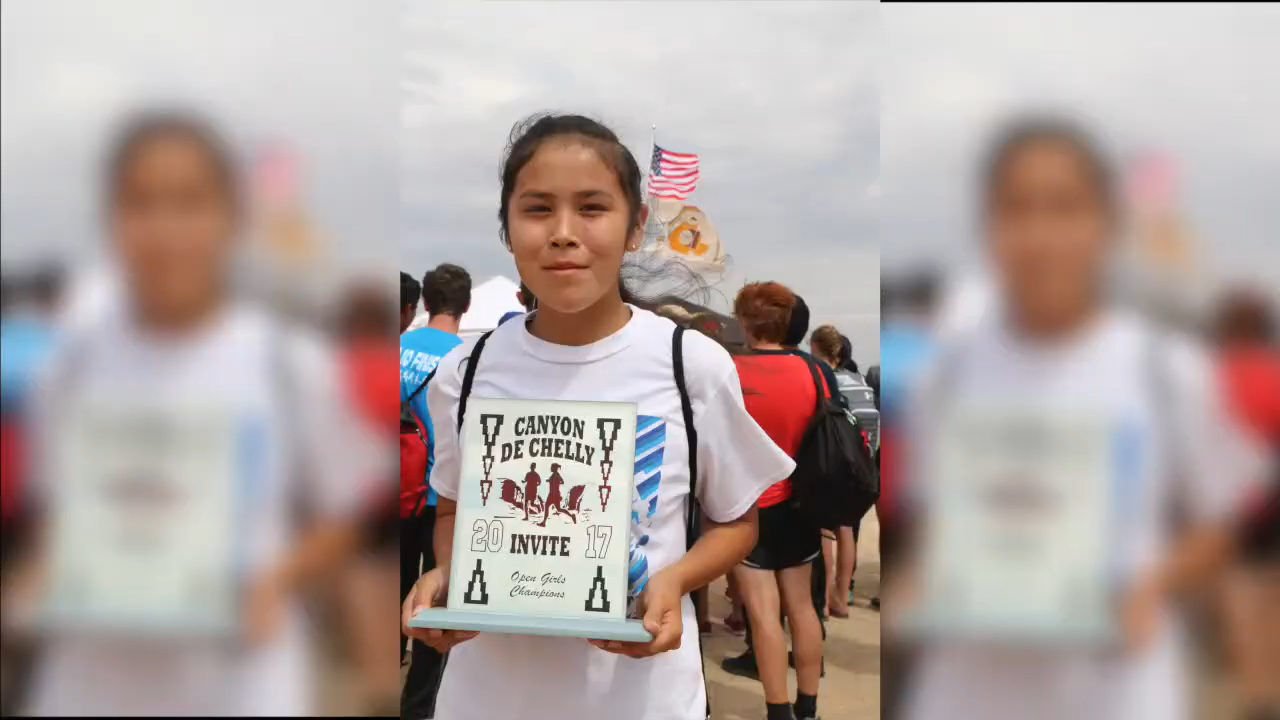 CANYON
DE CHELLY
20 INVITE 17
Open Girls
Champions